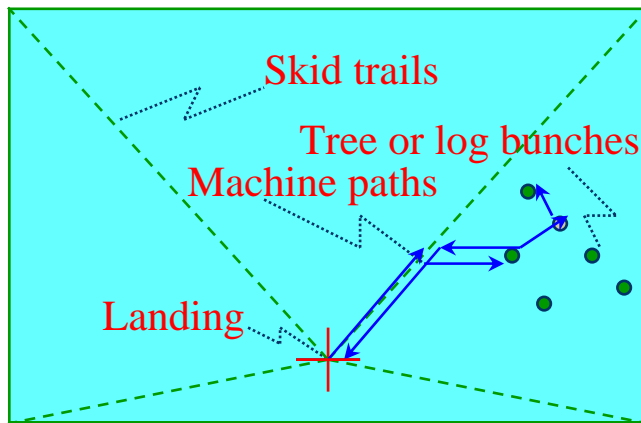 Skid trails
Tree or log bunches
Machine paths
Landing